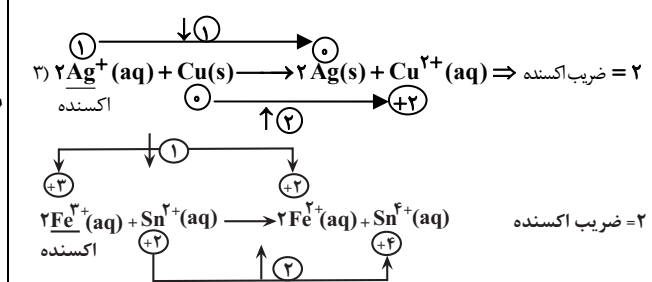 ↓①
① ⓪
۳) ۲Ag⁺(aq) + Cu(s) ⟶ ۲Ag(s) + Cu²⁺(aq) ⇒ ضریب اکسنده = ۲
اکسنده ⓪ +۲
↑②
↓ ①
+۳ +۲
۲Fe³⁺(aq) + Sn²⁺(aq) ⟶ ۲Fe²⁺(aq) + Sn⁴⁺(aq) ۲= ضریب اکسنده
اکسنده +۲ +۴
↑ ②